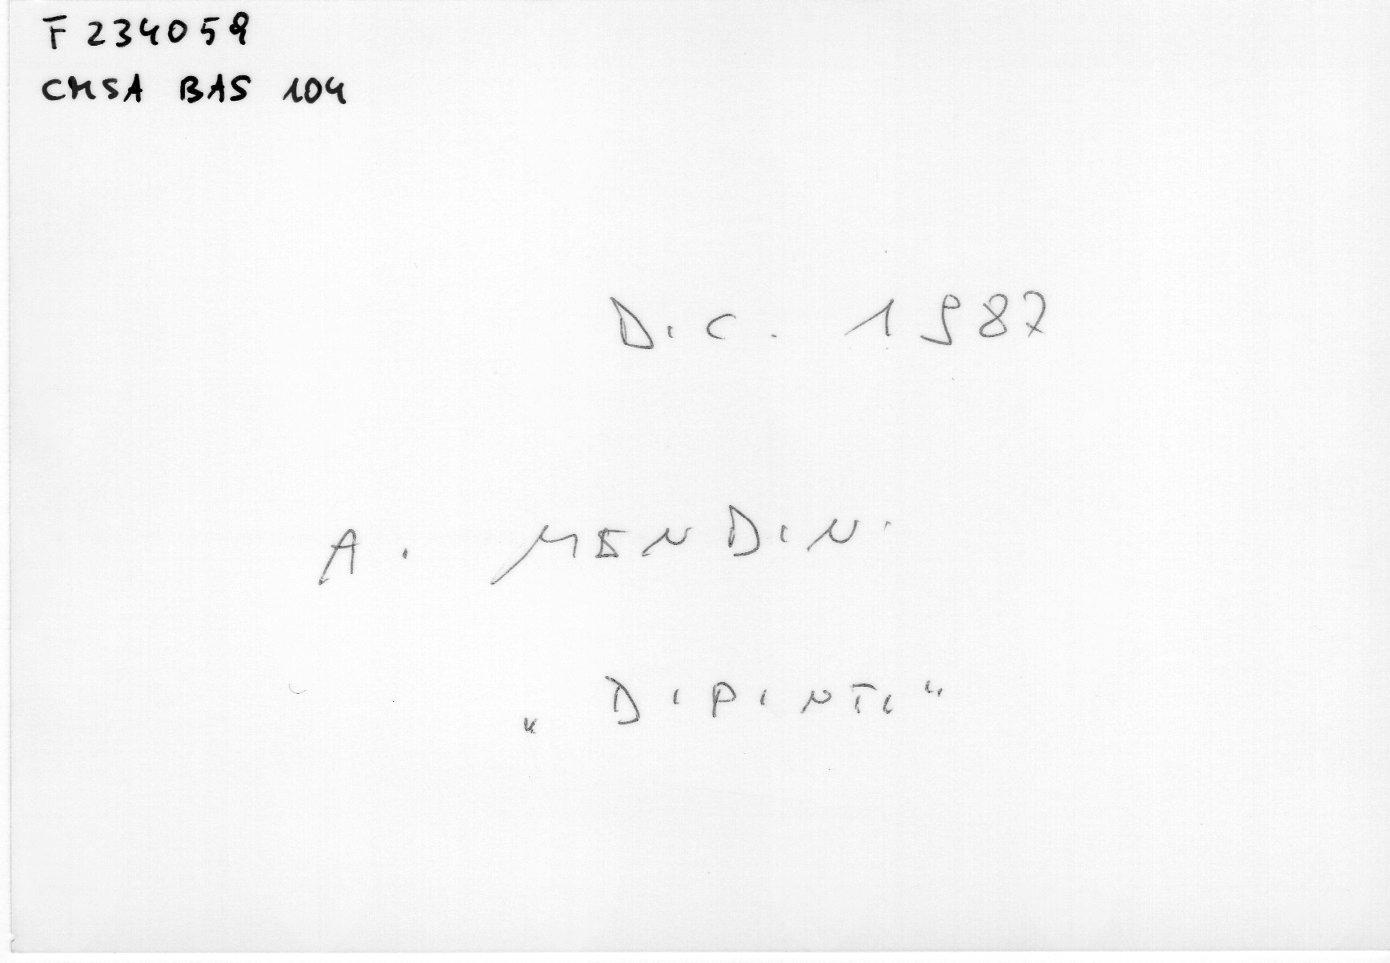 F 234059
CMSA BAS 104
DIC. 1987
A. MENDINI
"DIPINTI"